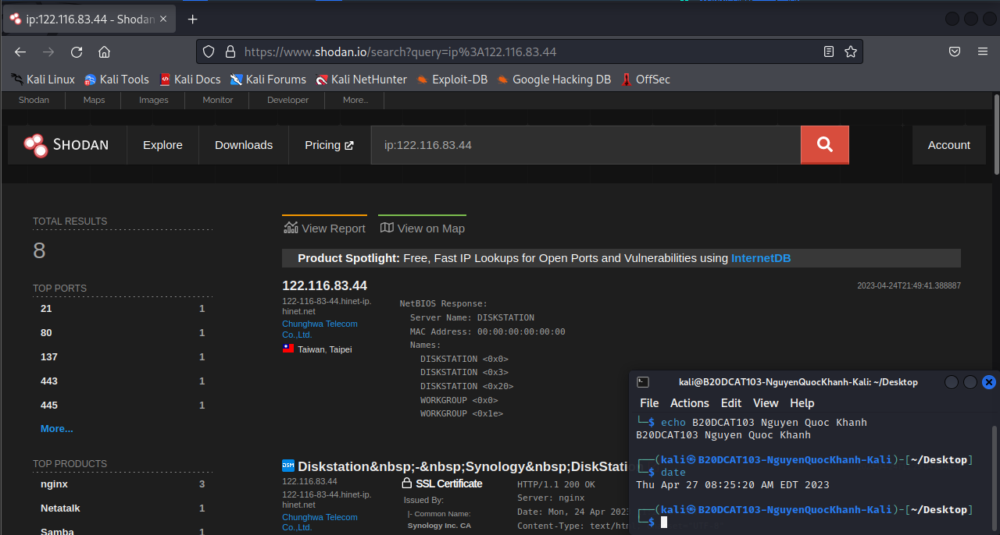 ip:122.116.83.44 - Shodan
https://www.shodan.io/search?query=ip%3A122.116.83.44
Kali Linux Kali Tools Kali Docs Kali Forums Kali NetHunter Exploit-DB Google Hacking DB OffSec
Shodan Maps Images Monitor Developer More...
SHODAN Explore Downloads Pricing ip:122.116.83.44 Account
TOTAL RESULTS
8
TOP PORTS
21 1
80 1
137 1
443 1
445 1
More...
TOP PRODUCTS
nginx 3
Netatalk 1
Samba 1
View Report View on Map
Product Spotlight: Free, Fast IP Lookups for Open Ports and Vulnerabilities using InternetDB
122.116.83.44
2023-04-24T21:49:41.388887
122-116-83-44.hinet-ip.
hinet.net
Chunghwa Telecom
Co.,Ltd.
Taiwan, Taipei
NetBIOS Response:
Server Name: DISKSTATION
MAC Address: 00:00:00:00:00:00
Names:
DISKSTATION <0x0>
DISKSTATION <0x3>
DISKSTATION <0x20>
WORKGROUP <0x0>
WORKGROUP <0x1e>
DSM Diskstation&nbsp;-&nbsp;Synology&nbsp;DiskStation
122.116.83.44
122-116-83-44.hinet-ip.
hinet.net
Chunghwa Telecom
Co.,Ltd.
SSL Certificate
Issued By:
|- Common Name:
Synology Inc. CA
HTTP/1.1 200 OK
Server: nginx
Date: Mon, 24 Apr 2023
Content-Type: text/html
kali@B20DCAT103-NguyenQuocKhanh-Kali: ~/Desktop
File Actions Edit View Help
└─$ echo B20DCAT103 Nguyen Quoc Khanh
B20DCAT103 Nguyen Quoc Khanh
┌──(kali㉿B20DCAT103-NguyenQuocKhanh-Kali)-[~/Desktop]
└─$ date
Thu Apr 27 08:25:20 AM EDT 2023
┌──(kali㉿B20DCAT103-NguyenQuocKhanh-Kali)-[~/Desktop]
└─$